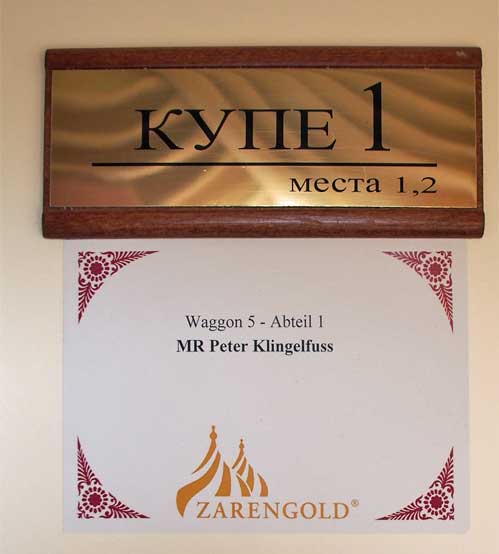 КУПЕ 1
места 1,2
Waggon 5 - Abteil 1
MR Peter Klingelfuss
ZARENGOLD®